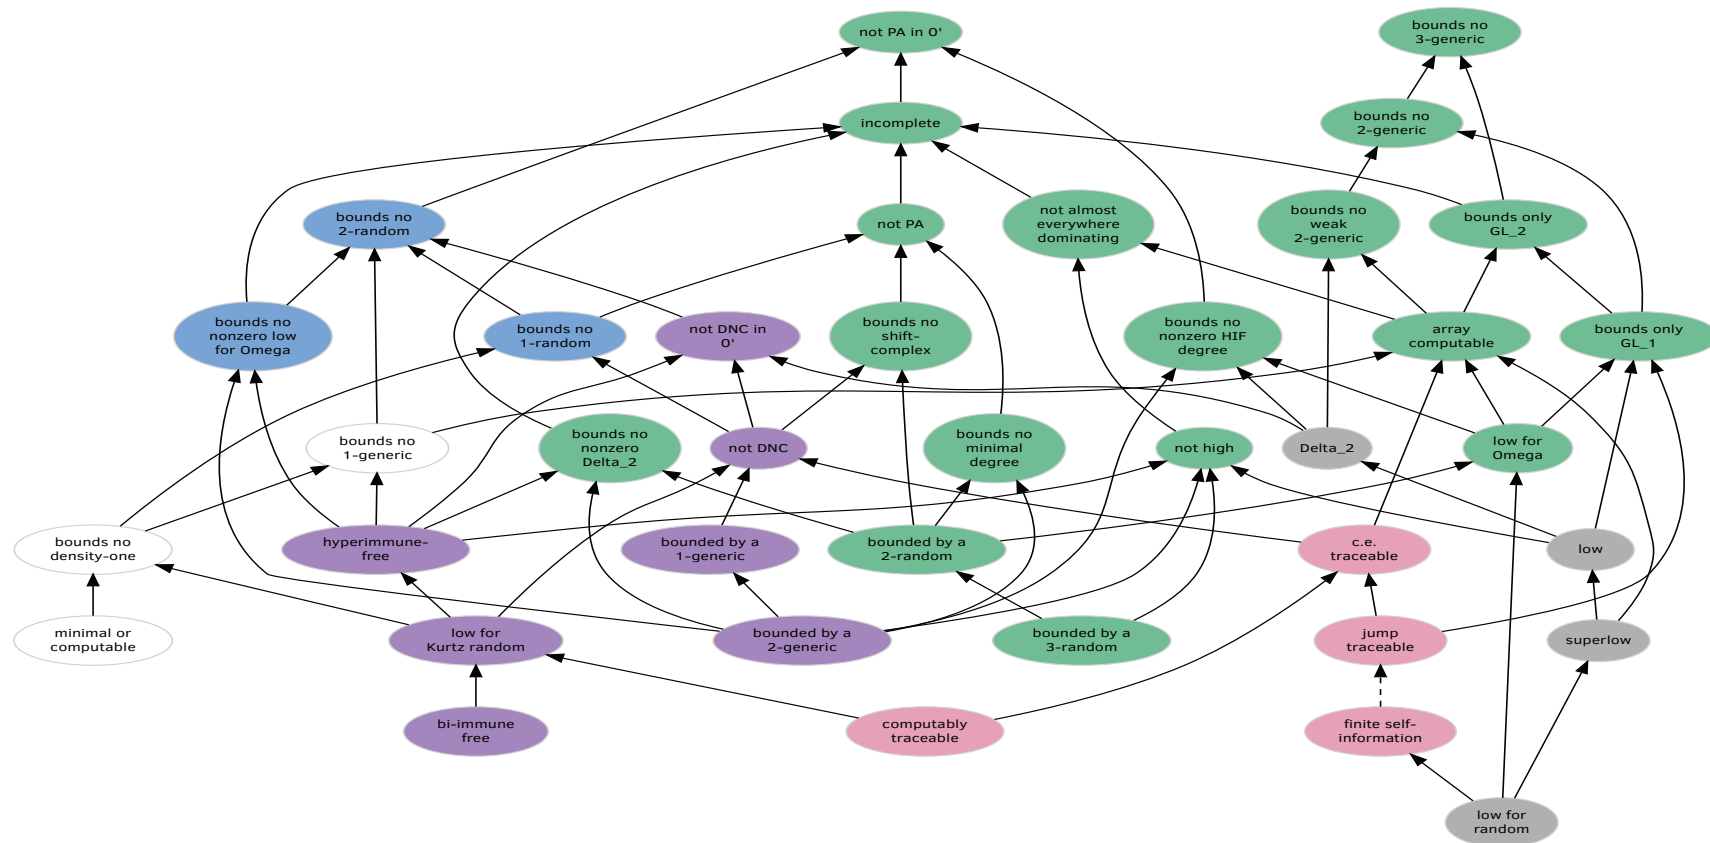 not PA in 0'
bounds no
3-generic
incomplete
bounds no
2-generic
bounds no
2-random
not PA
not almost
everywhere
dominating
bounds no
weak
2-generic
bounds only
GL_2
bounds no
nonzero low
for Omega
bounds no
1-random
not DNC in
0'
bounds no
shift-
complex
bounds no
nonzero HIF
degree
array
computable
bounds only
GL_1
bounds no
1-generic
bounds no
nonzero
Delta_2
not DNC
bounds no
minimal
degree
not high
Delta_2
low for
Omega
bounds no
density-one
hyperimmune-
free
bounded by a
1-generic
bounded by a
2-random
c.e.
traceable
low
minimal or
computable
low for
Kurtz random
bounded by a
2-generic
bounded by a
3-random
jump
traceable
superlow
bi-immune
free
computably
traceable
finite self-
information
low for
random